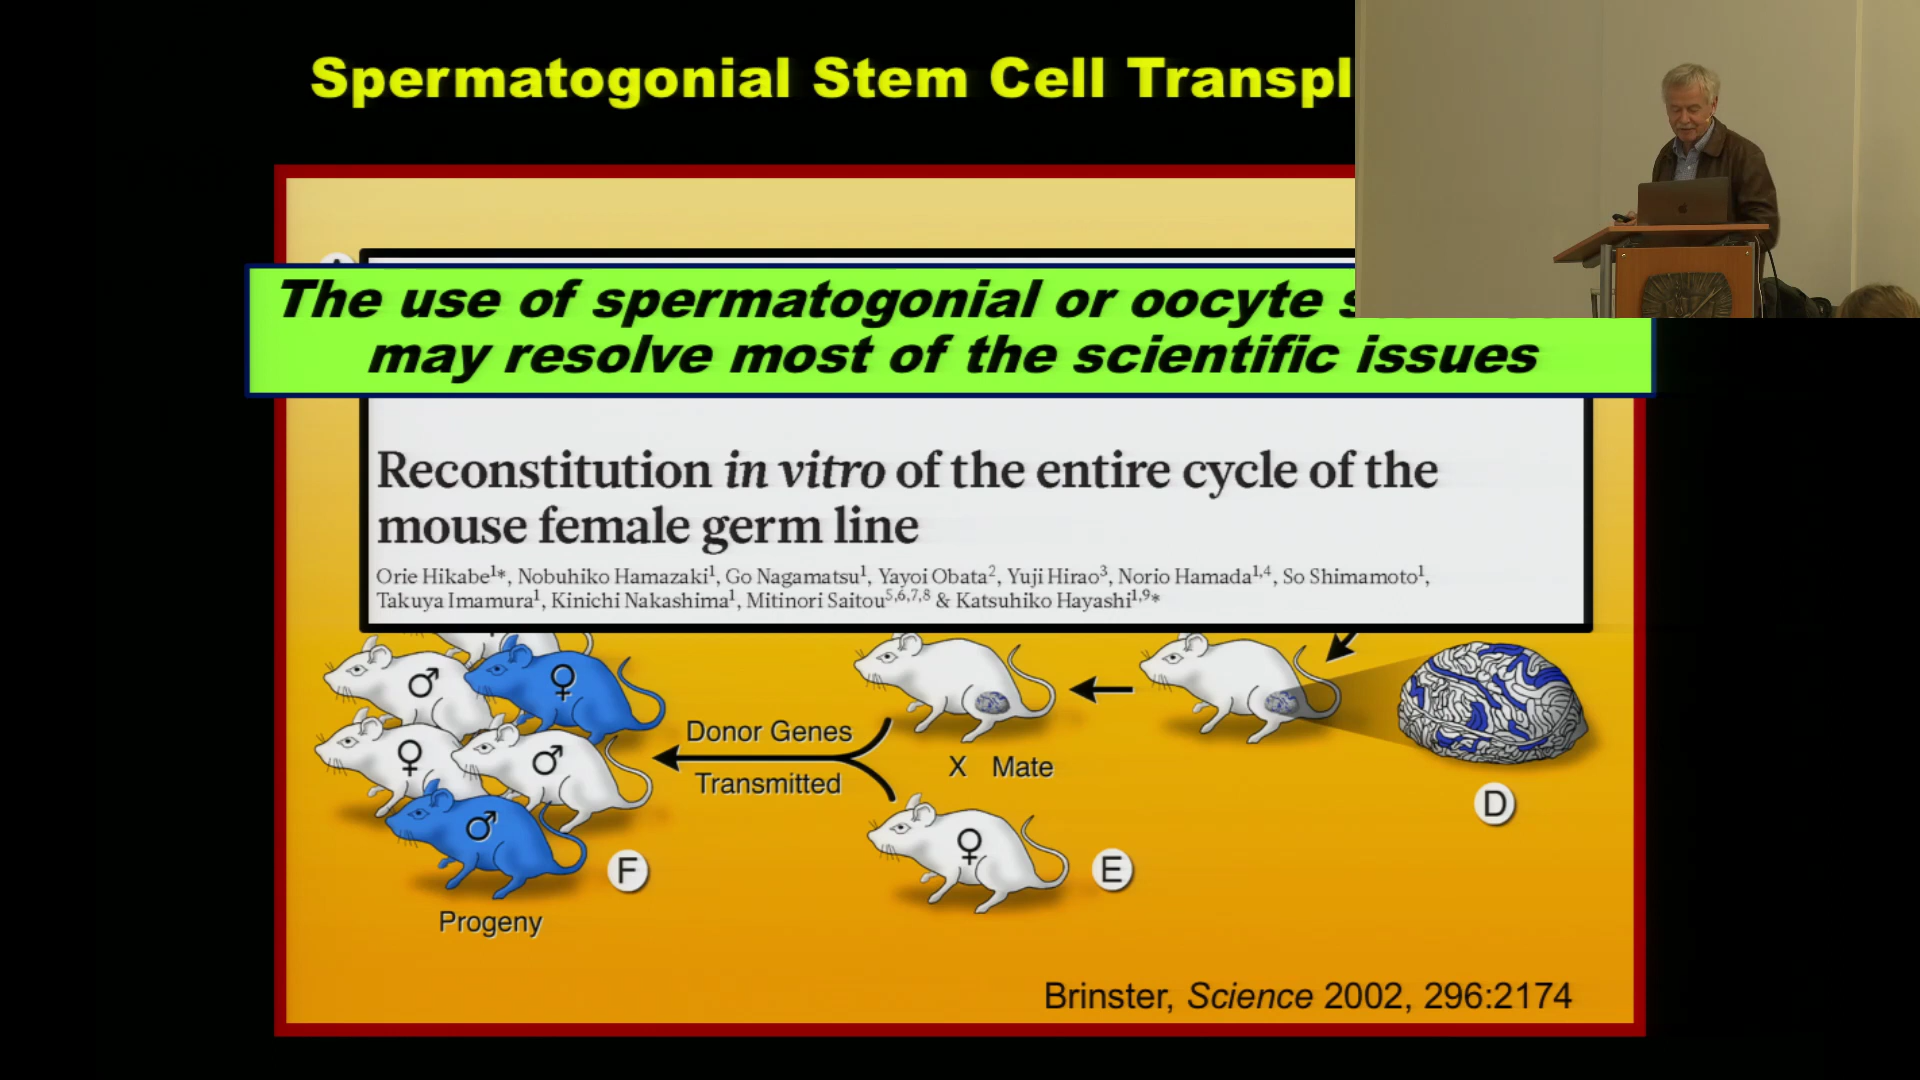 Spermatogonial Stem Cell Transpl
The use of spermatogonial or oocyte s
may resolve most of the scientific issues
Reconstitution in vitro of the entire cycle of the
mouse female germ line
Orie Hikabe1*, Nobuhiko Hamazaki1, Go Nagamatsu1, Yayoi Obata2, Yuji Hirao3, Norio Hamada1,4, So Shimamoto1,
Takuya Imamura1, Kinichi Nakashima1, Mitinori Saitou5,6,7,8 & Katsuhiko Hayashi1,9*
♂ ♀
♀ ♂
♂
F
Progeny
Donor Genes
Transmitted
X Mate
♀
E
D
Brinster, Science 2002, 296:2174